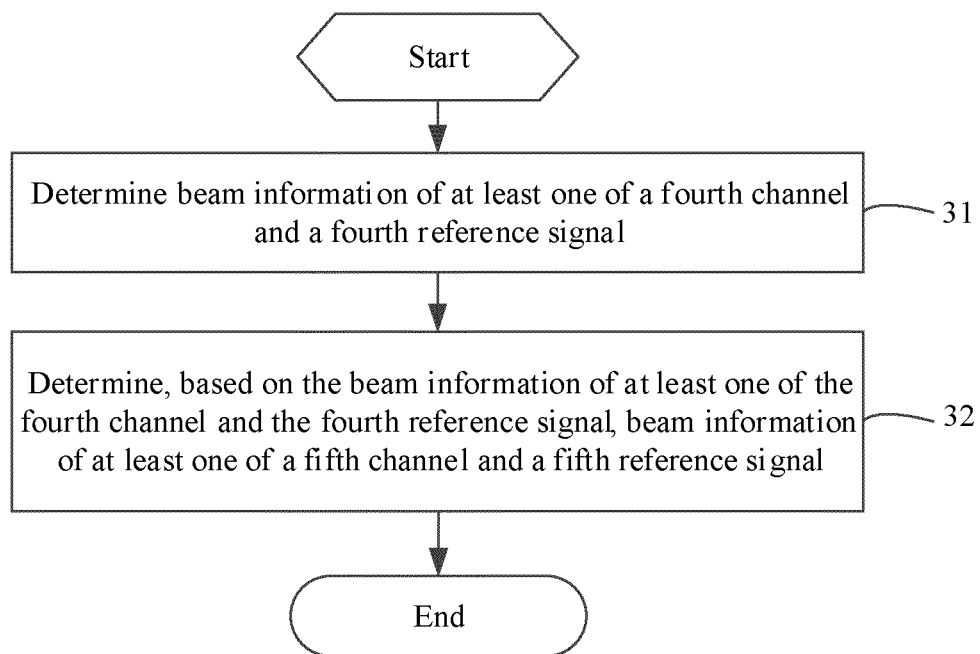 Start
Determine beam information of at least one of a fourth channel
and a fourth reference signal
31
Determine, based on the beam information of at least one of the
fourth channel and the fourth reference signal, beam information
of at least one of a fifth channel and a fifth reference signal
32
End